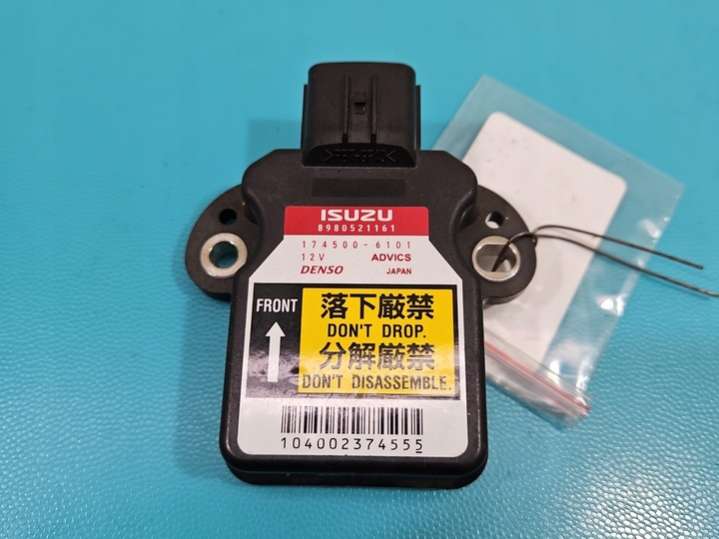 ISUZU
8980521161
174500-6101
12V ADVICS
DENSO JAPAN
FRONT
落下厳禁
DON'T DROP.
分解厳禁
DON'T DISASSEMBLE.
104002374555